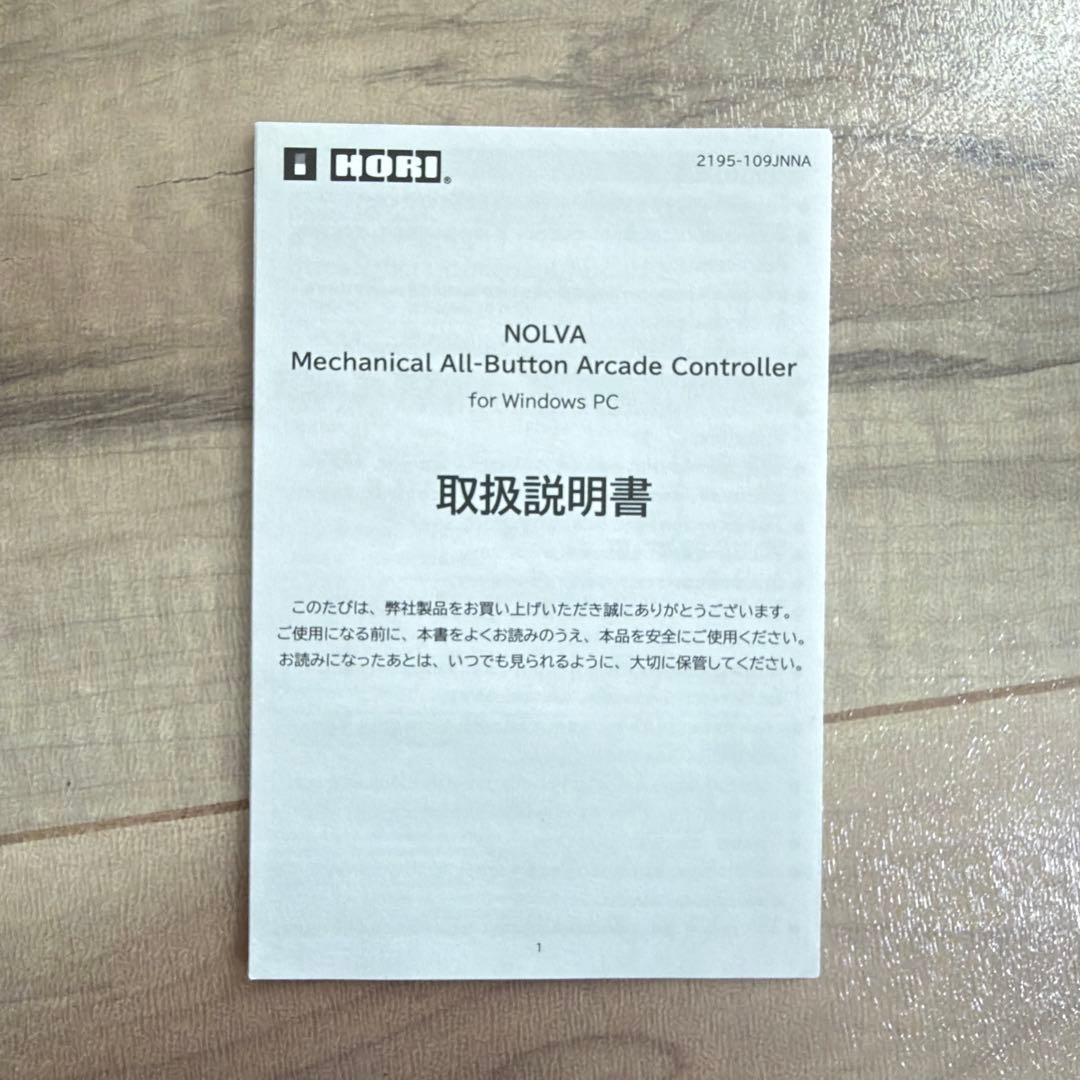 HORI®
2195-109JNNA
NOLVA
Mechanical All-Button Arcade Controller
for Windows PC
取扱説明書
このたびは、弊社製品をお買い上げいただき誠にありがとうございます。
ご使用になる前に、本書をよくお読みのうえ、本品を安全にご使用ください。
お読みになったあとは、いつでも見られるように、大切に保管してください。
1